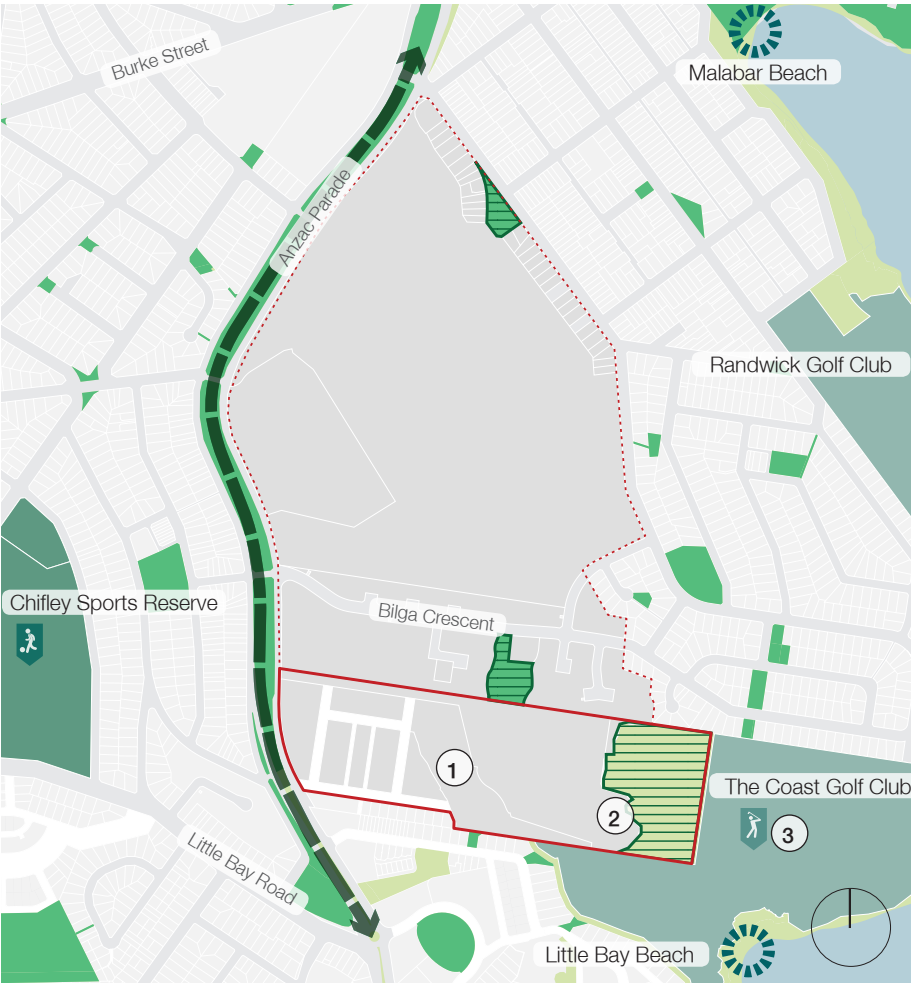 Burke Street
Malabar Beach
Anzac Parade
Randwick Golf Club
Chifley Sports Reserve
Bilga Crescent
1
The Coast Golf Club
2
3
Little Bay Road
Little Bay Beach